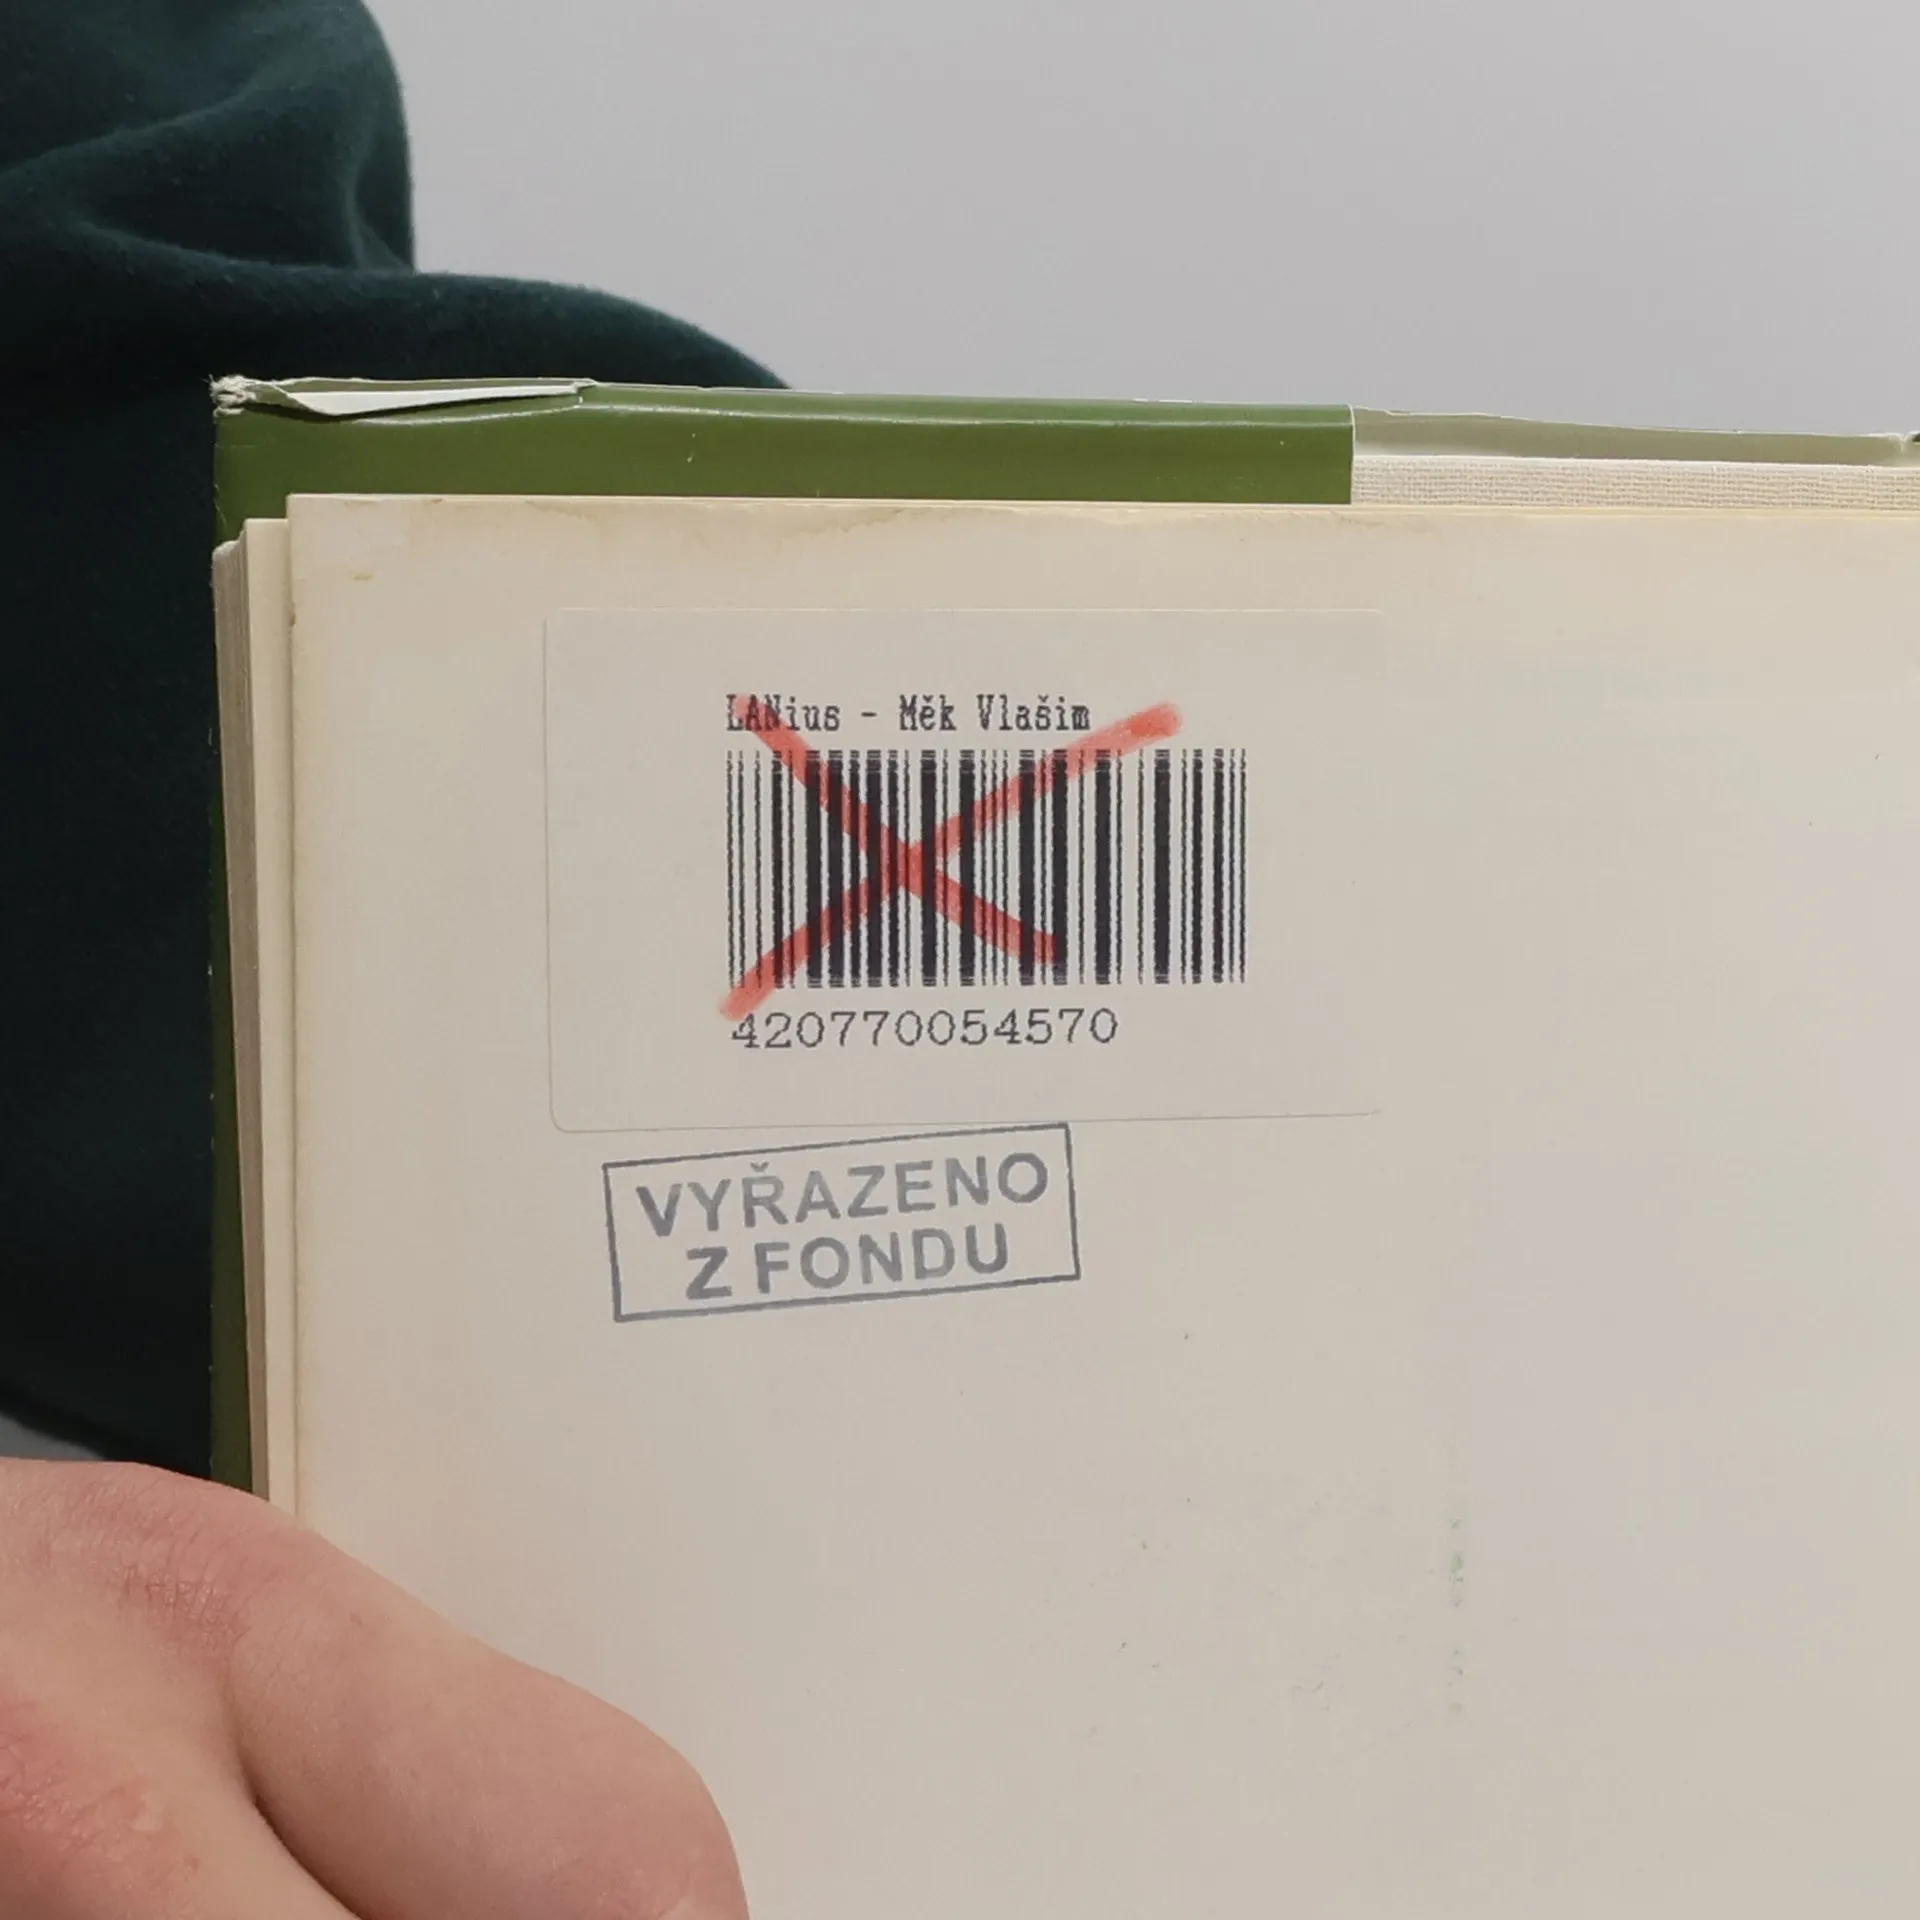 LANius - Měk Vlašim
420770054570
VYŘAZENO
Z FONDU